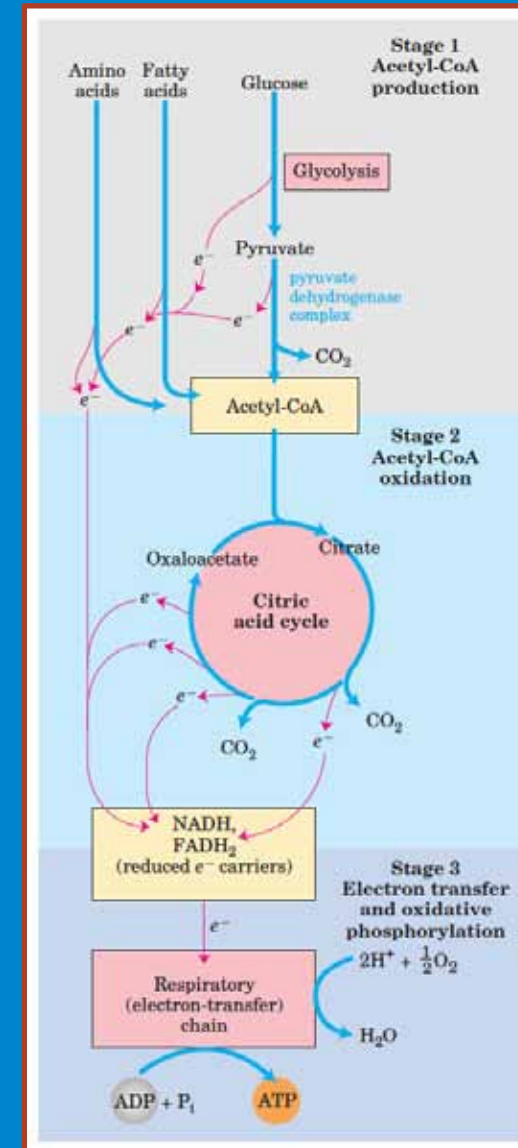 Stage 1
Acetyl-CoA
production
Amino
acids
Fatty
acids
Glucose
Glycolysis
Pyruvate
e⁻
pyruvate
dehydrogenase
complex
e⁻
e⁻
CO₂
e⁻
Acetyl-CoA
Stage 2
Acetyl-CoA
oxidation
Oxaloacetate
Citrate
Citric
acid cycle
e⁻
e⁻
e⁻
CO₂
e⁻
CO₂
NADH,
FADH₂
(reduced e⁻ carriers)
Stage 3
Electron transfer
and oxidative
phosphorylation
e⁻
2H⁺ + ½O₂
Respiratory
(electron-transfer)
chain
H₂O
ADP + Pᵢ
ATP